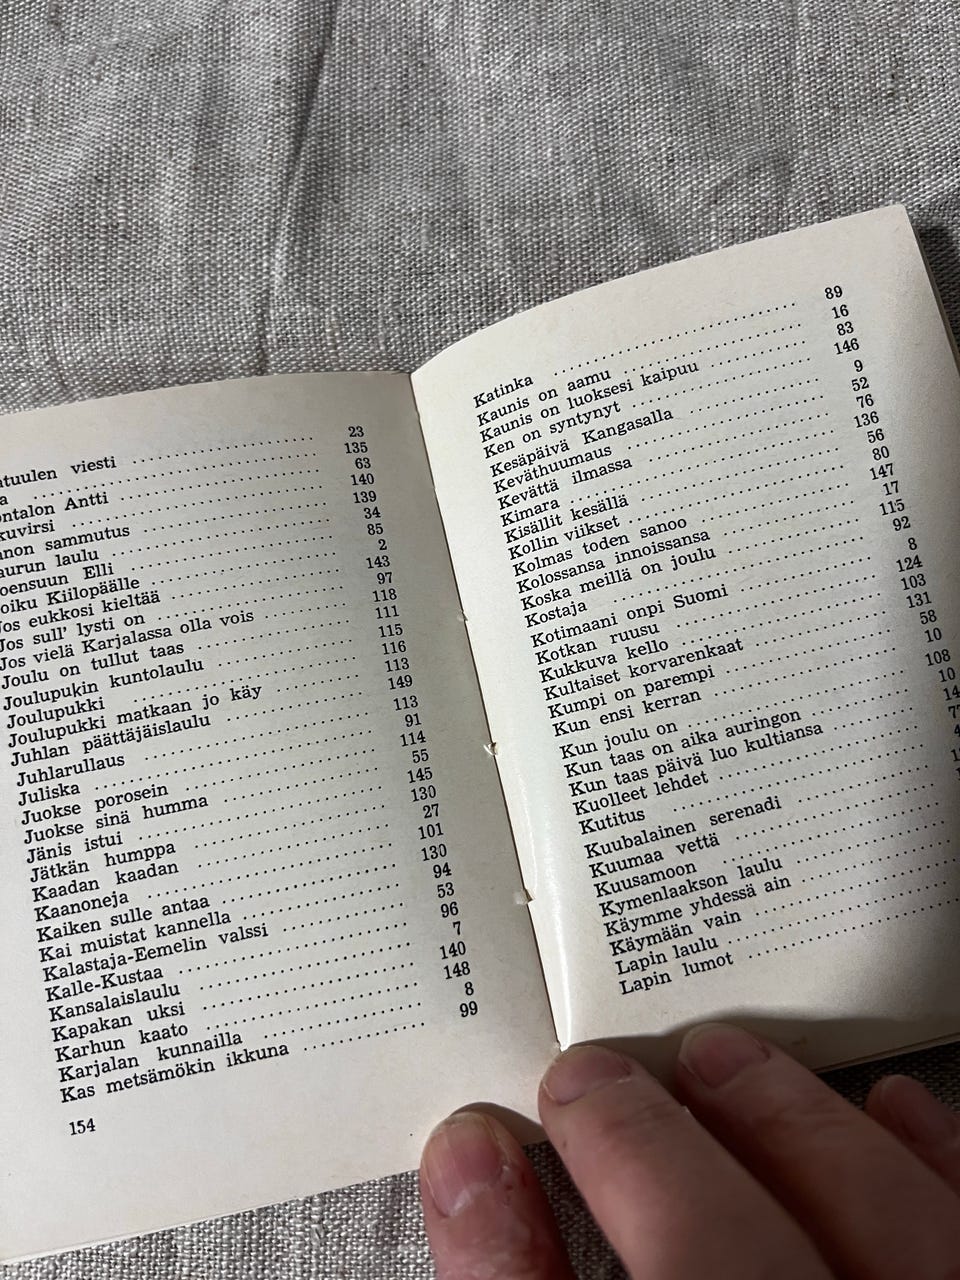 tuulen viesti 23
a 135
ontalon Antti 63
kuvirsi 140
non sammutus 139
aurun laulu 34
oensuun Elli 85
oiku Kiilopäälle 2
Jos eukkosi kieltää 143
Jos sull' lysti on 97
Jos vielä Karjalassa olla vois 118
Joulu on tullut taas 111
Joulupukin kuntolaulu 115
Joulupukki 116
Joulupukki matkaan jo käy 113
Juhlan päättäjäislaulu 149
Juhlarullaus 113
Juliska 91
Juokse porosein 114
Juokse sinä humma 55
Jänis istui 145
Jätkän humppa 130
Kaadan kaadan 27
Kaanoneja 101
Kaiken sulle antaa 130
Kai muistat kannella 94
Kalastaja-Eemelin valssi 53
Kalle-Kustaa 96
Kansalaislaulu 7
Kapakan uksi 140
Karhun kaato 148
Karjalan kunnailla 8
Kas metsämökin ikkuna 99
154
Katinka 89
Kaunis on aamu 16
Kaunis on luoksesi kaipuu 83
Ken on syntynyt 146
Kesäpäivä Kangasalla 9
Keväthuumaus 52
Kevättä ilmassa 76
Kimara 136
Kisällit kesällä 56
Kollin viikset 80
Kolmas toden sanoo 147
Kolossansa innoissansa 17
Koska meillä on joulu 115
Kostaja 92
Kotimaani onpi Suomi 8
Kotkan ruusu 124
Kukkuva kello 103
Kultaiset korvarenkaat 131
Kumpi on parempi 58
Kun ensi kerran 10
Kun joulu on 108
Kun taas on aika auringon 10
Kun taas päivä luo kultiansa 14
Kuolleet lehdet
Kutitus
Kuubalainen serenadi
Kuumaa vettä
Kuusamoon
Kymenlaakson laulu
Käymme yhdessä ain
Käymään vain
Lapin laulu
Lapin lumot